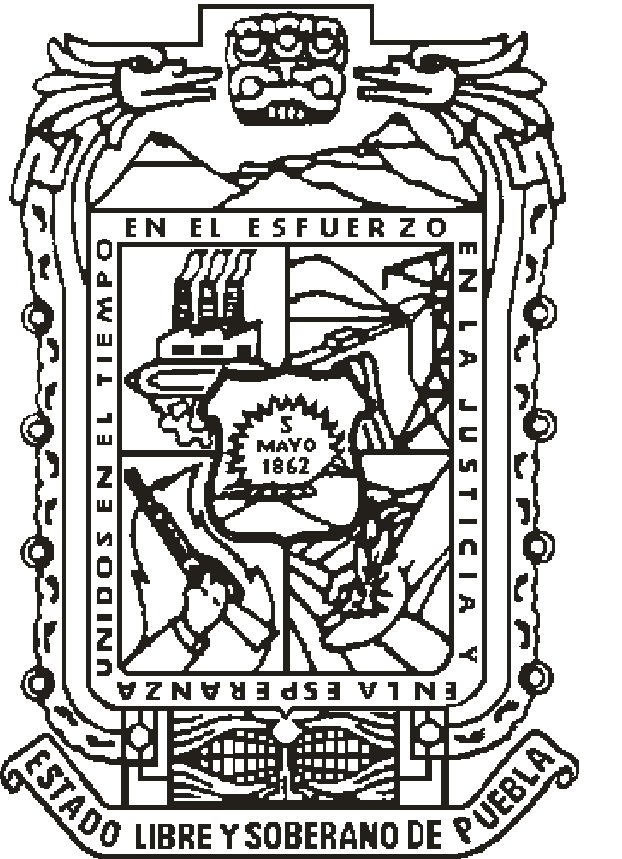 UNIDOS EN EL TIEMPO
EN EL ESFUERZO
EN LA JUSTICIA Y
EN LA ESPERANZA
5
MAYO
1862
ESTADO LIBRE Y SOBERANO DE PUEBLA